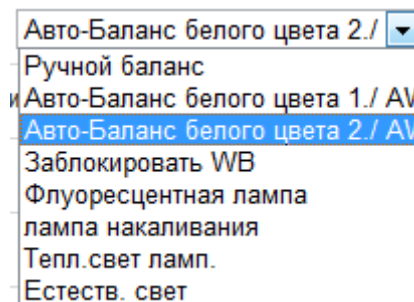 Авто-Баланс белого цвета 2./
Ручной баланс
Авто-Баланс белого цвета 1./ AW
Авто-Баланс белого цвета 2./ AW
Заблокировать WB
Флуоресцентная лампа
лампа накаливания
Тепл.свет ламп.
Естеств. свет